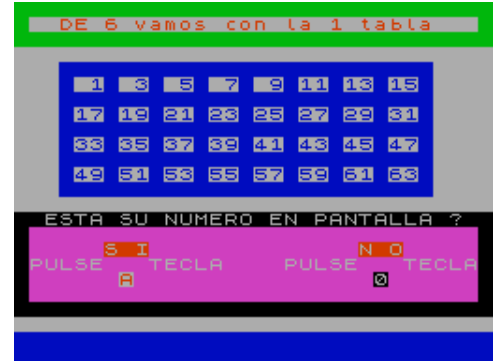 DE 6 vamos con la 1 tabla
1 3 5 7 9 11 13 15
17 19 21 23 25 27 29 31
33 35 37 39 41 43 45 47
49 51 53 55 57 59 61 63
ESTA SU NUMERO EN PANTALLA ?
S I N O
PULSE TECLA PULSE TECLA
A 0